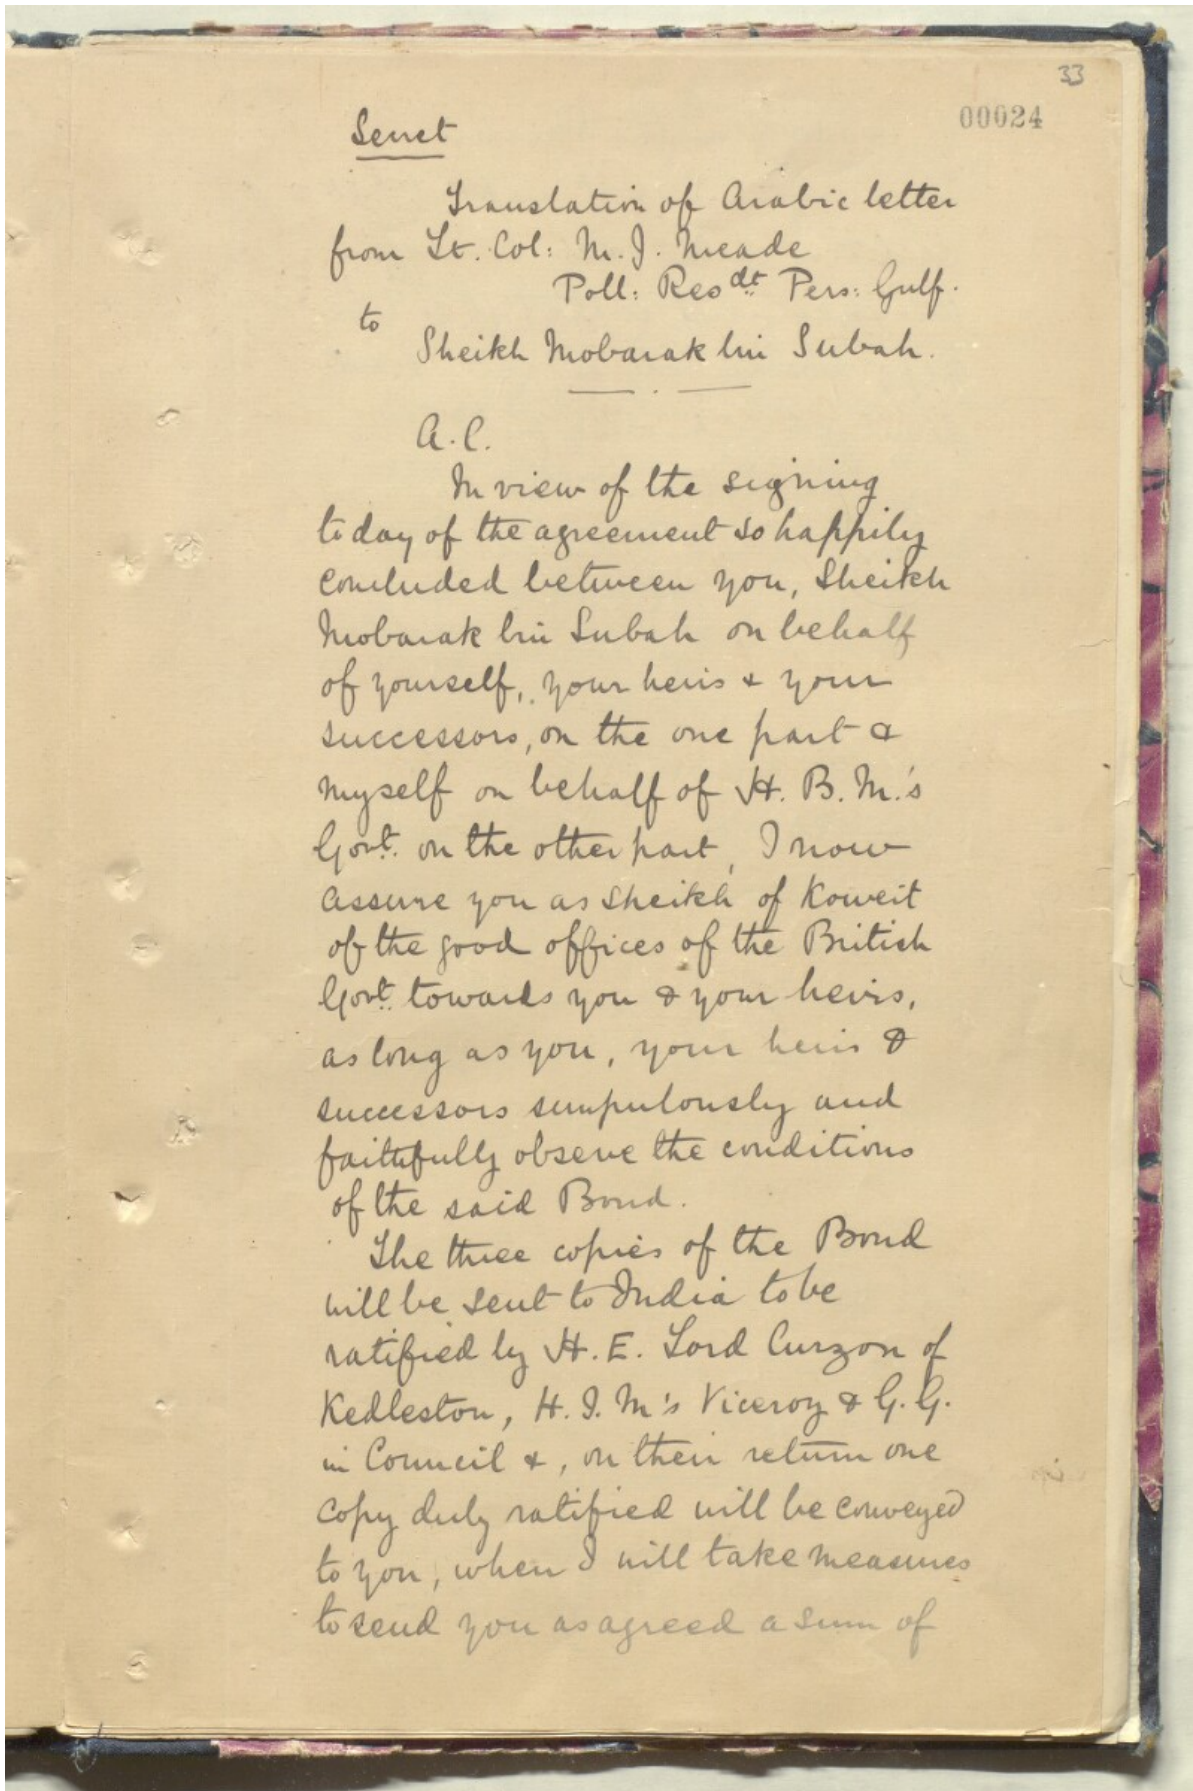 33
00024
Secret
Translation of Arabic letter
from Lt. Col: M. J. Meade
Poll: Resdt Pers: Gulf.
to
Sheikh Mobarak bin Subah.
A.C.
In view of the signing
today of the agreement so happily
concluded between you, Sheikh
Mobarak bin Subah on behalf
of yourself, your heirs & your
successors, on the one part &
myself on behalf of H. B. M.'s
Govt. on the other part, I now
assure you as Sheikh of Koweit
of the good offices of the British
Govt. towards you & your heirs,
as long as you, your heirs &
successors scrupulously and
faithfully observe the conditions
of the said Bond.
The three copies of the Bond
will be sent to India to be
ratified by H. E. Lord Curzon of
Kedleston, H. I. M's Viceroy & G. G.
in Council &, on their return one
copy duly ratified will be conveyed
to you, when I will take measures
to send you as agreed a sum of